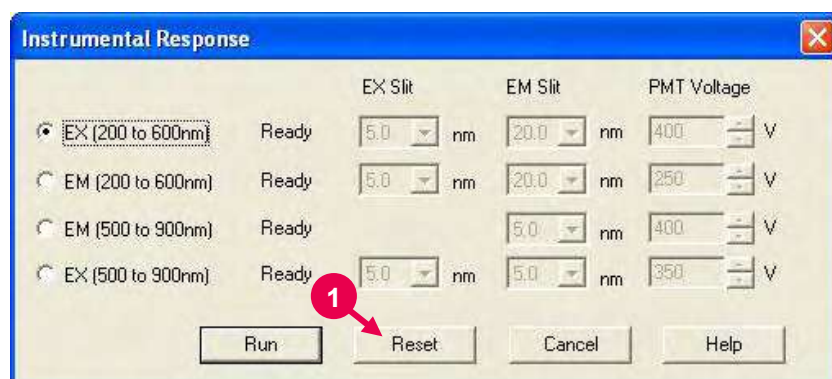 Instrumental Response
EX Slit EM Slit PMT Voltage
EX (200 to 600nm) Ready 5.0 nm 20.0 nm 400 V
EM (200 to 600nm) Ready 5.0 nm 20.0 nm 250 V
EM (500 to 900nm) Ready 5.0 nm 400 V
EX (500 to 900nm) Ready 5.0 nm 5.0 nm 350 V
1
Run Reset Cancel Help